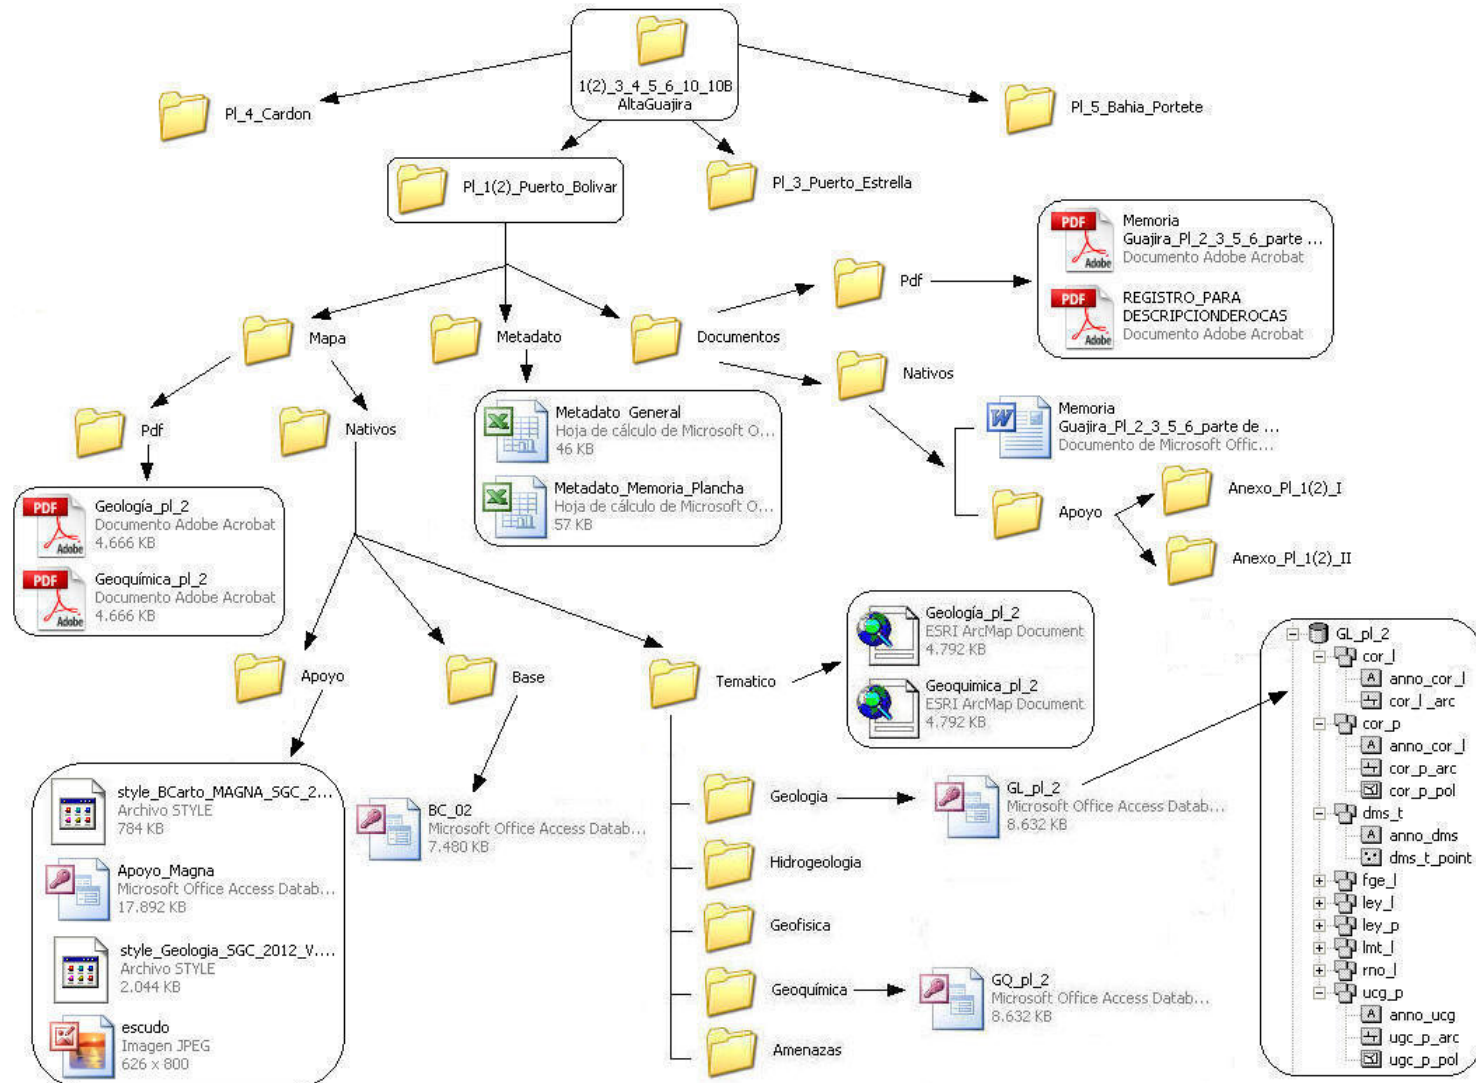 1(2)_3_4_5_6_10_10B
AltaGuajira
Pl_4_Cardon
Pl_5_Bahia_Portete
Pl_1(2)_Puerto_Bolivar
Pl_3_Puerto_Estrella
Memoria
Guajira_Pl_2_3_5_6_parte ...
Documento Adobe Acrobat
REGISTRO_PARA
DESCRIPCIONDEROCAS
Documento Adobe Acrobat
PDF
Adobe
PDF
Adobe
Pdf
Mapa
Metadato
Documentos
Nativos
Pdf
Nativos
Metadato General
Hoja de cálculo de Microsoft O...
46 KB
Metadato_Memoria_Plancha
Hoja de cálculo de Microsoft O...
57 KB
Memoria
Guajira_Pl_2_3_5_6_parte de ...
Documento de Microsoft Offic...
Apoyo
Anexo_Pl_1(2)_I
Anexo_Pl_1(2)_II
PDF
Adobe
Geología_pl_2
Documento Adobe Acrobat
4.666 KB
PDF
Adobe
Geoquímica_pl_2
Documento Adobe Acrobat
4.666 KB
Apoyo
Base
Tematico
Geología_pl_2
ESRI ArcMap Document
4.792 KB
Geoquimica_pl_2
ESRI ArcMap Document
4.792 KB
style_BCarto_MAGNA_SGC_2...
Archivo STYLE
784 KB
Apoyo_Magna
Microsoft Office Access Datab...
17.892 KB
style_Geologia_SGC_2012_V....
Archivo STYLE
2.044 KB
escudo
Imagen JPEG
626 x 800
BC_02
Microsoft Office Access Datab...
7.480 KB
Geologia
GL_pl_2
Microsoft Office Access Datab...
8.632 KB
Hidrogeologia
Geofisica
Geoquímica
GQ_pl_2
Microsoft Office Access Datab...
8.632 KB
Amenazas
GL_pl_2
cor_l
anno_cor_l
cor_l_arc
cor_p
anno_cor_l
cor_p_arc
cor_p_pol
dms_t
anno_dms
dms_t_point
fge_l
ley_l
ley_p
lmt_l
rno_l
ucg_p
anno_ucg
ugc_p_arc
ugc_p_pol